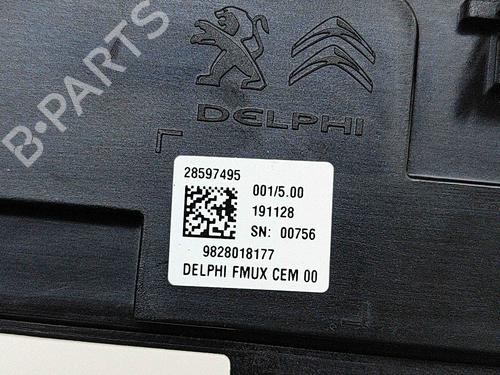 B-PARTS
DELPHI
28597495
001/5.00
191128
SN: 00756
9828018177
DELPHI FMUX CEM 00